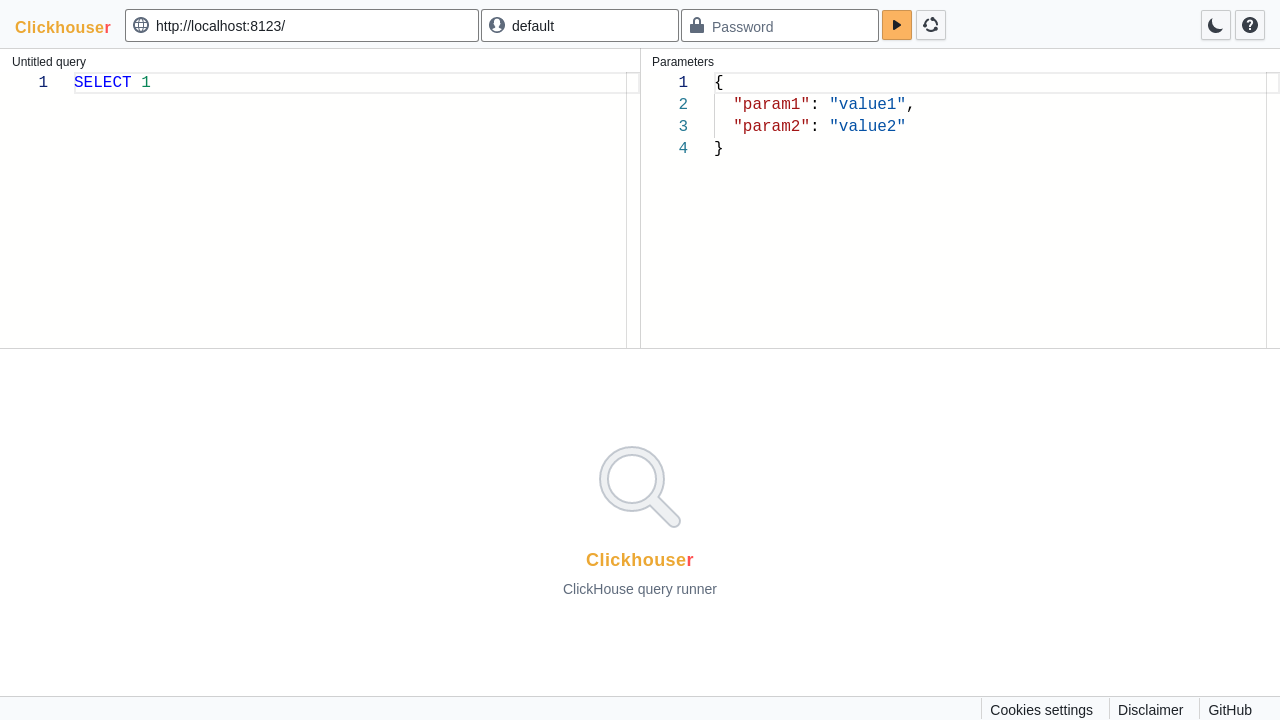 Clickhouser http://localhost:8123/ default Password
Untitled query
1 SELECT 1
Parameters
1 {
2 "param1": "value1",
3 "param2": "value2"
4 }
Clickhouser
ClickHouse query runner
Cookies settings Disclaimer GitHub